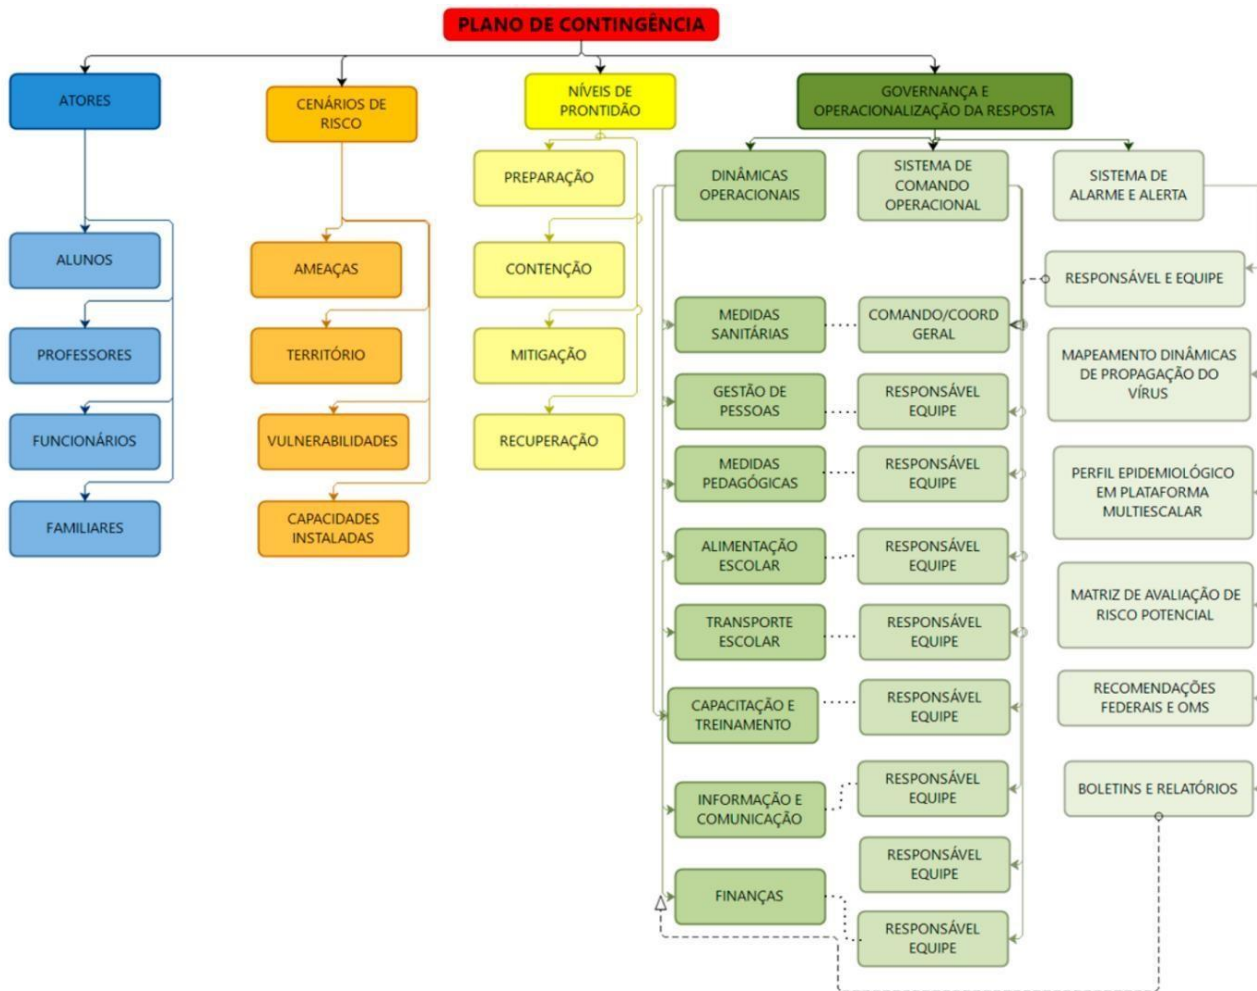 PLANO DE CONTINGÊNCIA
ATORES
ALUNOS
PROFESSORES
FUNCIONÁRIOS
FAMILIARES
CENÁRIOS DE
RISCO
AMEAÇAS
TERRITÓRIO
VULNERABILIDADES
CAPACIDADES
INSTALADAS
NÍVEIS DE
PRONTIDÃO
PREPARAÇÃO
CONTENÇÃO
MITIGAÇÃO
RECUPERAÇÃO
GOVERNANÇA E
OPERACIONALIZAÇÃO DA RESPOSTA
DINÂMICAS
OPERACIONAIS
MEDIDAS
SANITÁRIAS
GESTÃO DE
PESSOAS
MEDIDAS
PEDAGÓGICAS
ALIMENTAÇÃO
ESCOLAR
TRANSPORTE
ESCOLAR
CAPACITAÇÃO E
TREINAMENTO
INFORMAÇÃO E
COMUNICAÇÃO
FINANÇAS
SISTEMA DE
COMANDO
OPERACIONAL
COMANDO/COORD
GERAL
RESPONSÁVEL
EQUIPE
RESPONSÁVEL
EQUIPE
RESPONSÁVEL
EQUIPE
RESPONSÁVEL
EQUIPE
RESPONSÁVEL
EQUIPE
RESPONSÁVEL
EQUIPE
RESPONSÁVEL
EQUIPE
RESPONSÁVEL
EQUIPE
SISTEMA DE
ALARME E ALERTA
RESPONSÁVEL E EQUIPE
MAPEAMENTO DINÂMICAS
DE PROPAGAÇÃO DO
VÍRUS
PERFIL EPIDEMIOLÓGICO
EM PLATAFORMA
MULTIESCALAR
MATRIZ DE AVALIAÇÃO DE
RISCO POTENCIAL
RECOMENDAÇÕES
FEDERAIS E OMS
BOLETINS E RELATÓRIOS